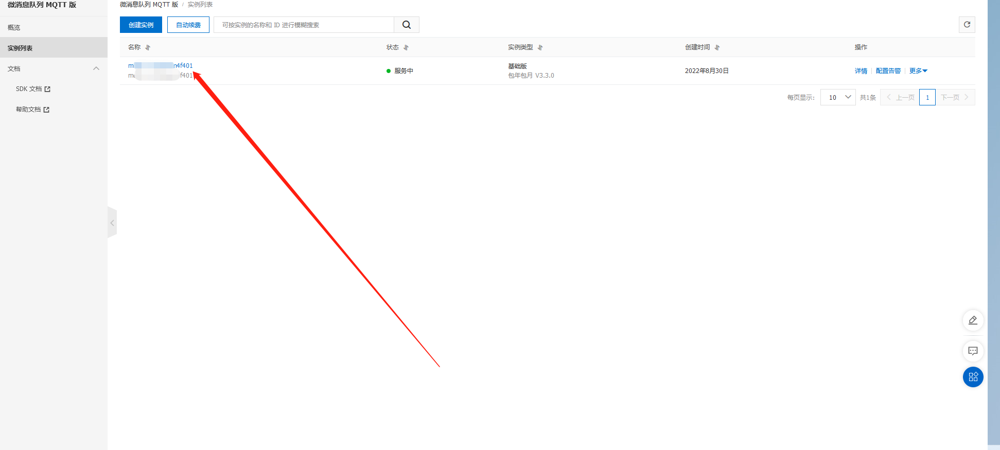 微消息队列 MQTT 版
概览
实例列表
文档
SDK 文档
帮助文档
微消息队列 MQTT 版 / 实例列表
创建实例 自动续费 可按实例的名称和 ID 进行模糊搜索
名称 状态 实例类型 创建时间 操作
m4f401
f401
服务中
基础版
包年包月 V3.3.0
2022年8月30日
详情 配置告警 更多
每页显示: 10 共1条 上一页 1 下一页